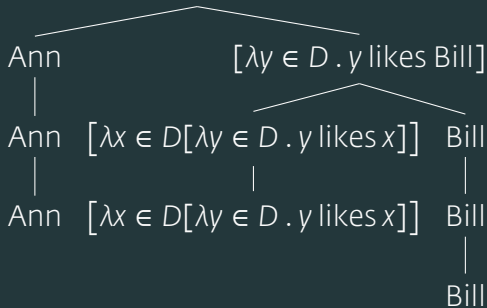 Ann [λy ∈ D . y likes Bill]
Ann [λx ∈ D[λy ∈ D . y likes x]] Bill
Ann [λx ∈ D[λy ∈ D . y likes x]] Bill
Bill